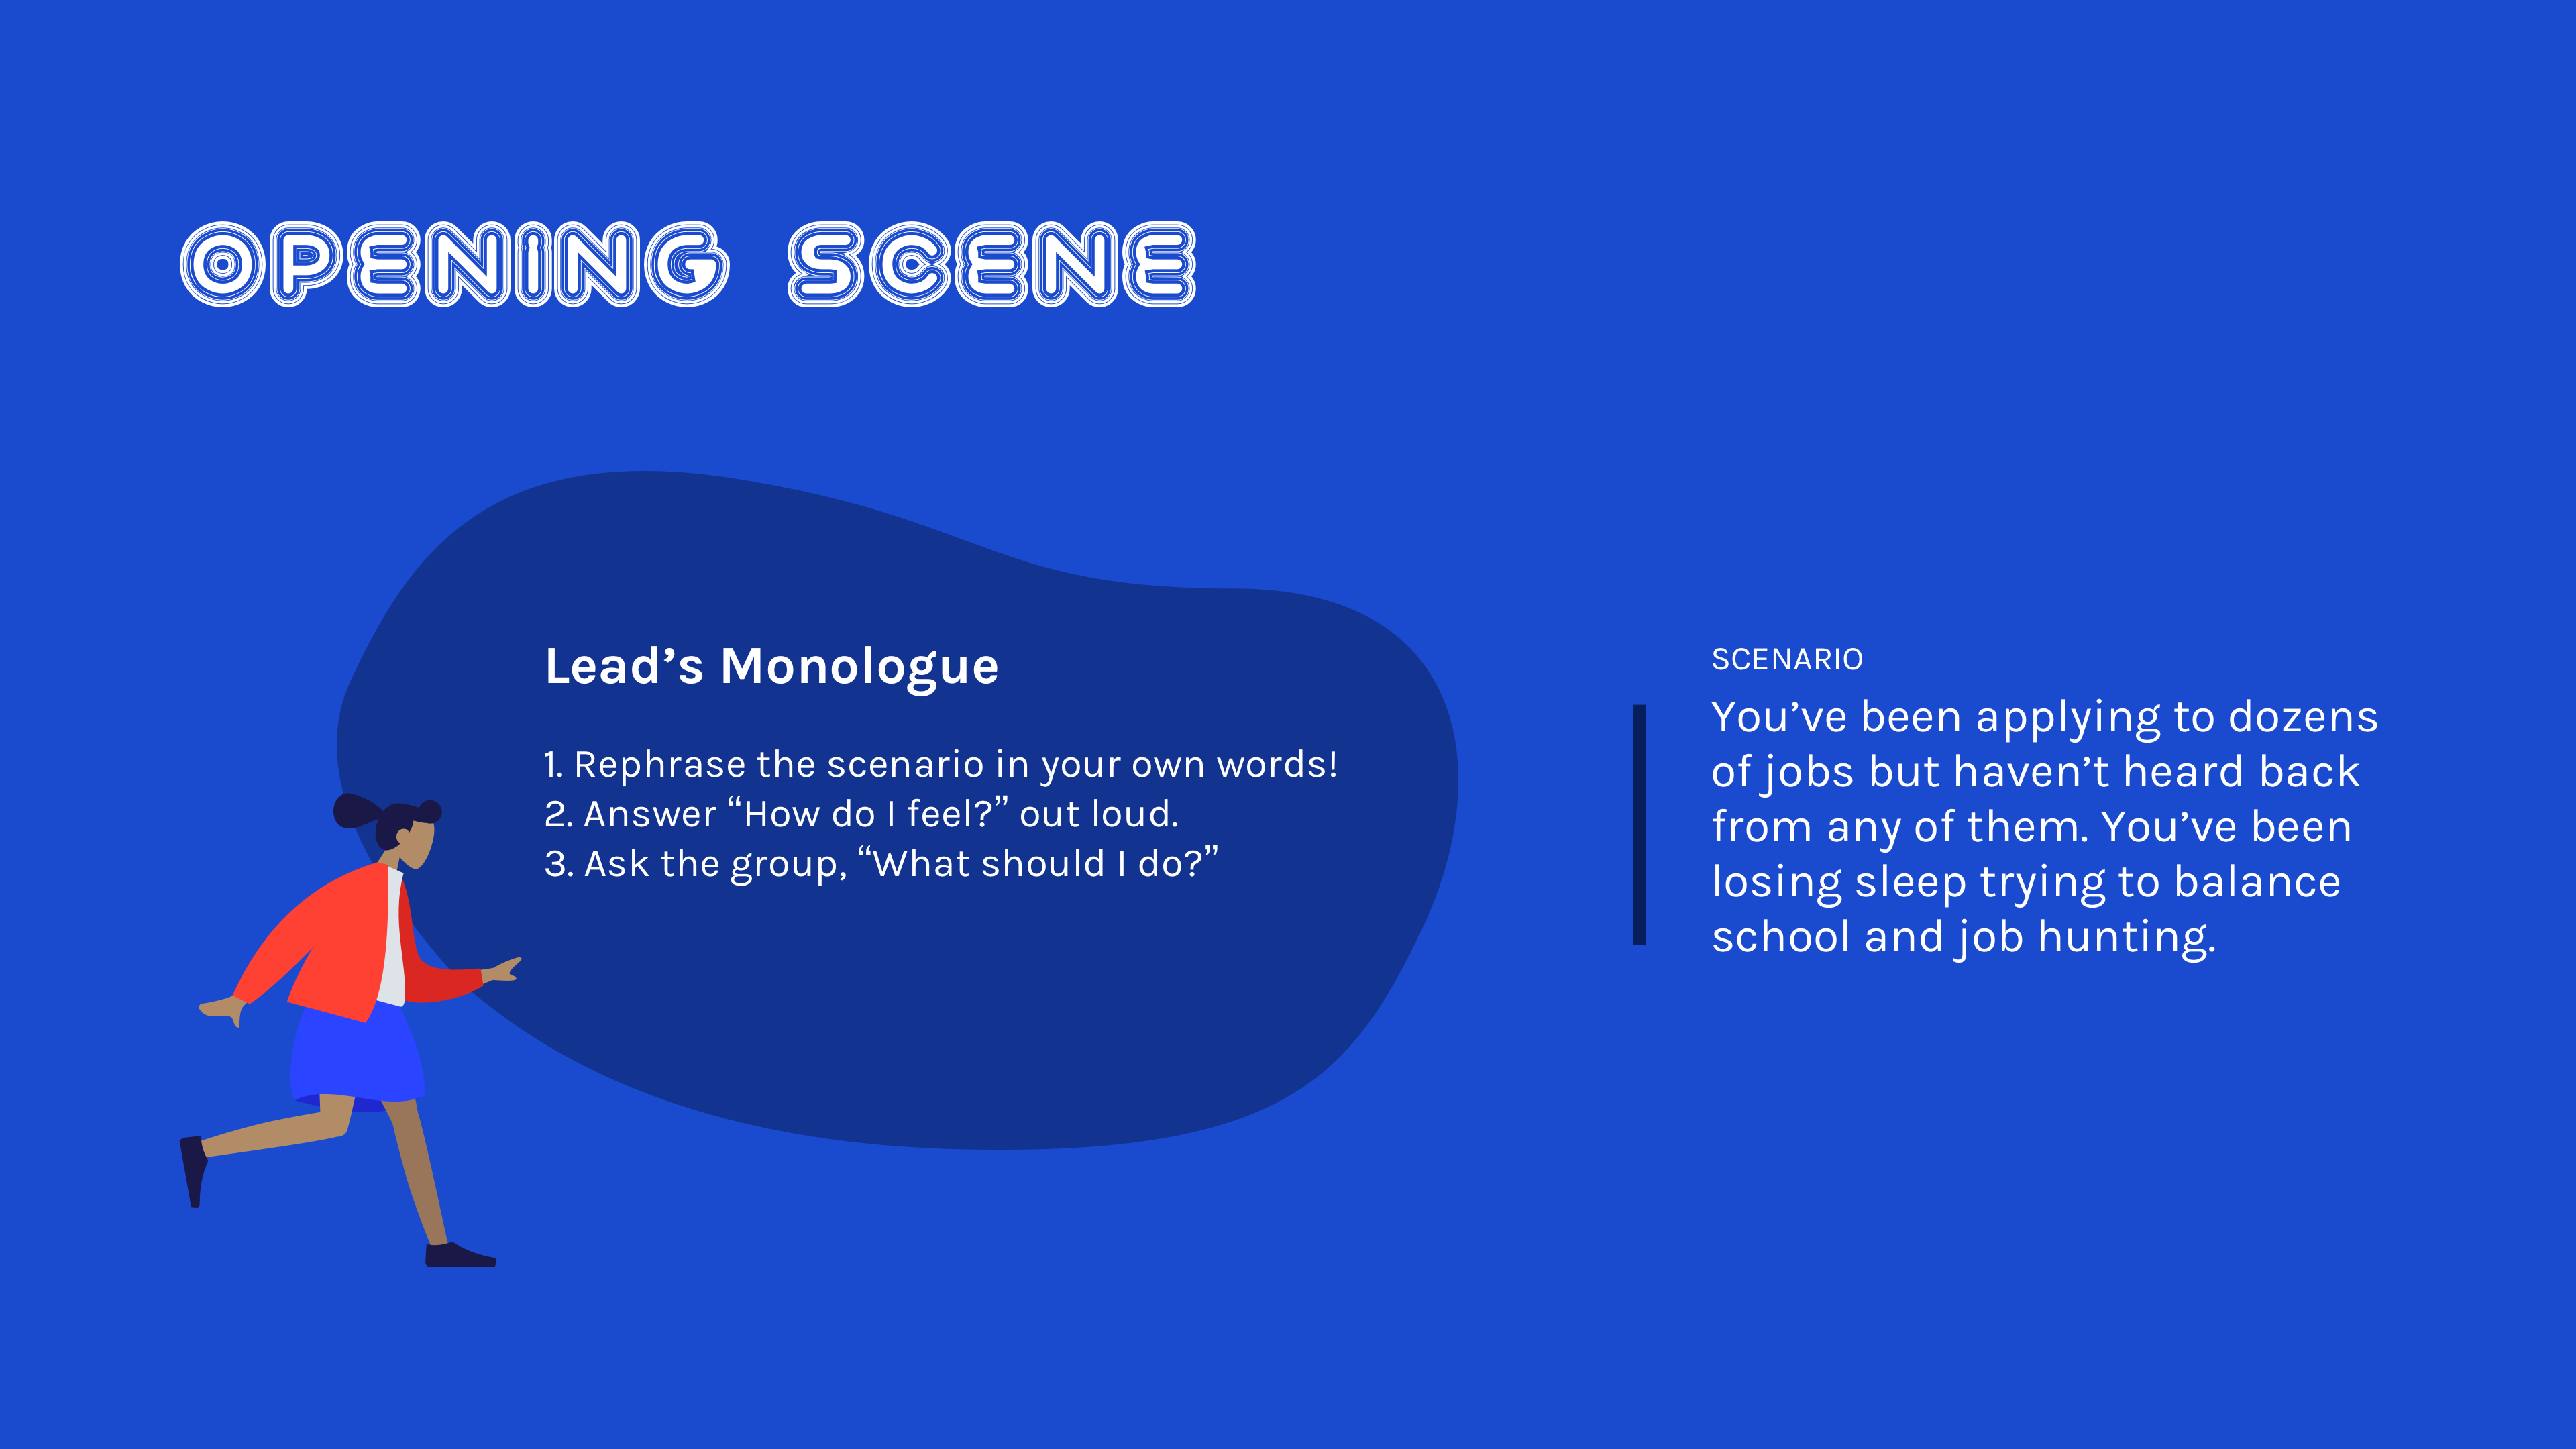 OPENING SCENE
Lead’s Monologue
1. Rephrase the scenario in your own words!
2. Answer “How do I feel?” out loud.
3. Ask the group, “What should I do?”
SCENARIO
You’ve been applying to dozens
of jobs but haven’t heard back
from any of them. You’ve been
losing sleep trying to balance
school and job hunting.